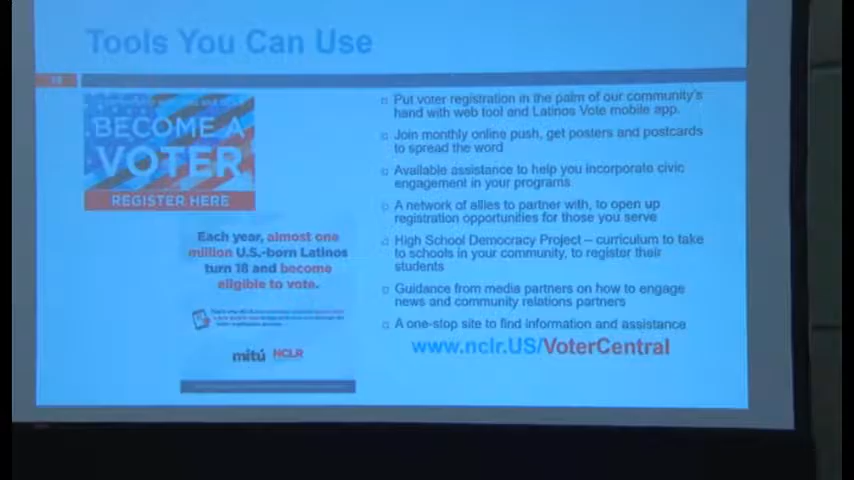 Tools You Can Use
BECOME A
VOTER
REGISTER HERE
Each year, almost one
million U.S.-born Latinos
turn 18 and become
eligible to vote.
mitú NCLR
Put voter registration in the palm of our community's
hand with web tool and Latinos Vote mobile app.
Join monthly online push, get posters and postcards
to spread the word
Available assistance to help you incorporate civic
engagement in your programs
A network of allies to partner with, to open up
registration opportunities for those you serve
High School Democracy Project – curriculum to take
to schools in your community, to register their
students
Guidance from media partners on how to engage
news and community relations partners
A one-stop site to find information and assistance
www.nclr.US/VoterCentral